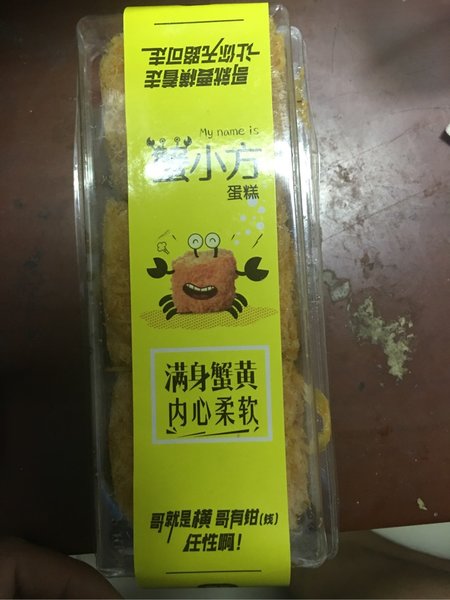 哥就要横着走
让你无路可走
My name is
蟹小方
蛋糕
满身蟹黄
内心柔软
哥就是横 哥有钳(钱)
任性啊!